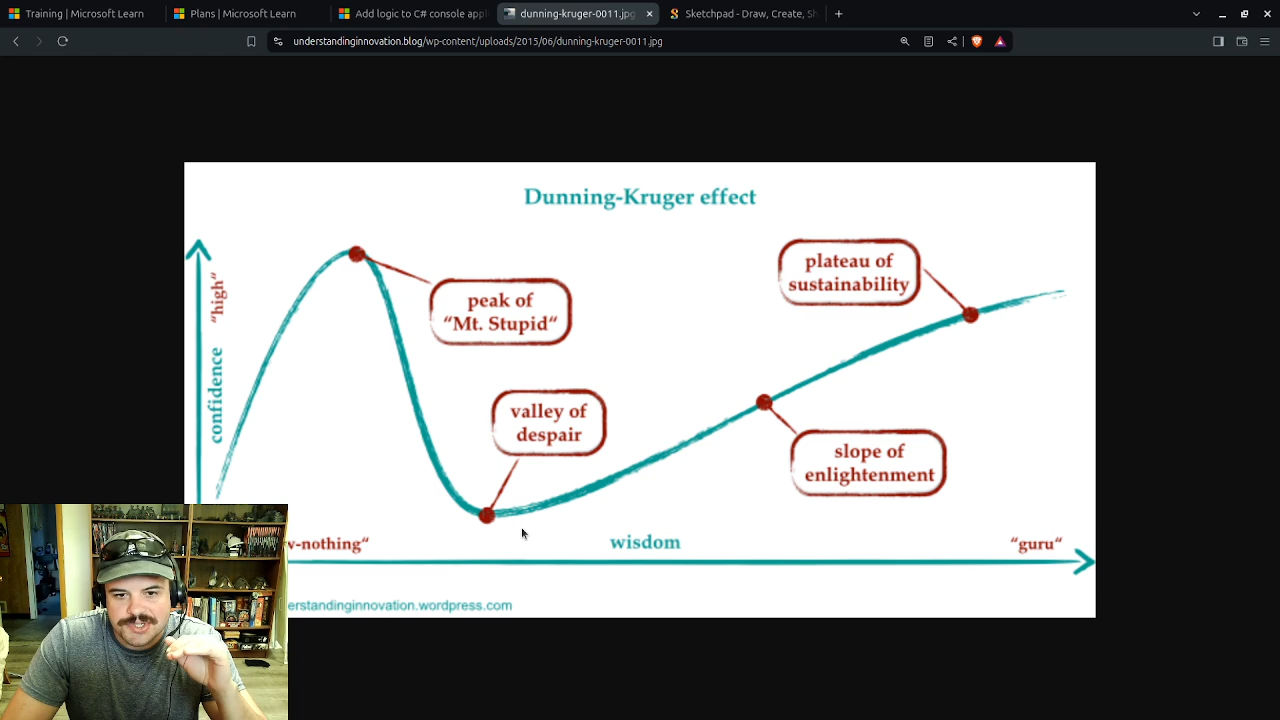 Training | Microsoft Learn
Plans | Microsoft Learn
Add logic to C# console appl
dunning-kruger-0011.jpg
Sketchpad - Draw, Create, Sh
understandinginnovation.blog/wp-content/uploads/2015/06/dunning-kruger-0011.jpg
Dunning-Kruger effect
confidence "high"
peak of
"Mt. Stupid"
plateau of
sustainability
valley of
despair
slope of
enlightenment
w-nothing"
wisdom
"guru"
erstandinginnovation.wordpress.com